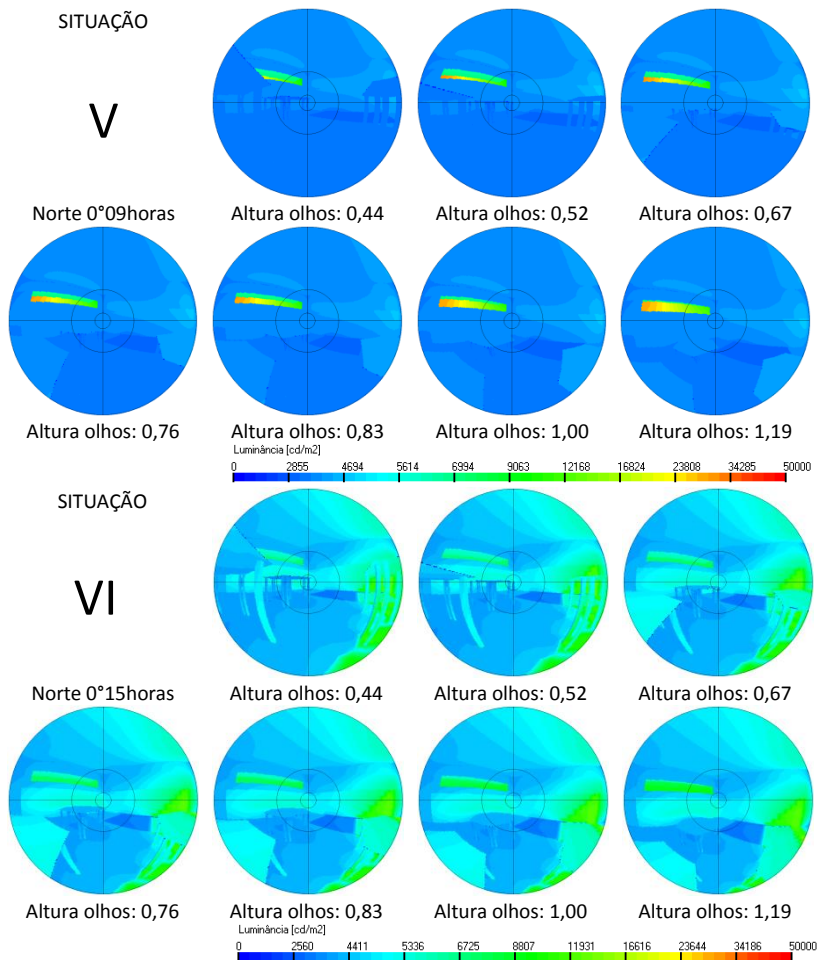 SITUAÇÃO
V
Norte 0°09horas
Altura olhos: 0,44
Altura olhos: 0,52
Altura olhos: 0,67
Altura olhos: 0,76
Altura olhos: 0,83
Altura olhos: 1,00
Altura olhos: 1,19
Luminância [cd/m2]
0 2855 4694 5614 6994 9063 12168 16824 23808 34285 50000
SITUAÇÃO
VI
Norte 0°15horas
Altura olhos: 0,44
Altura olhos: 0,52
Altura olhos: 0,67
Altura olhos: 0,76
Altura olhos: 0,83
Altura olhos: 1,00
Altura olhos: 1,19
Luminância [cd/m2]
0 2560 4411 5336 6725 8807 11931 16616 23644 34186 50000